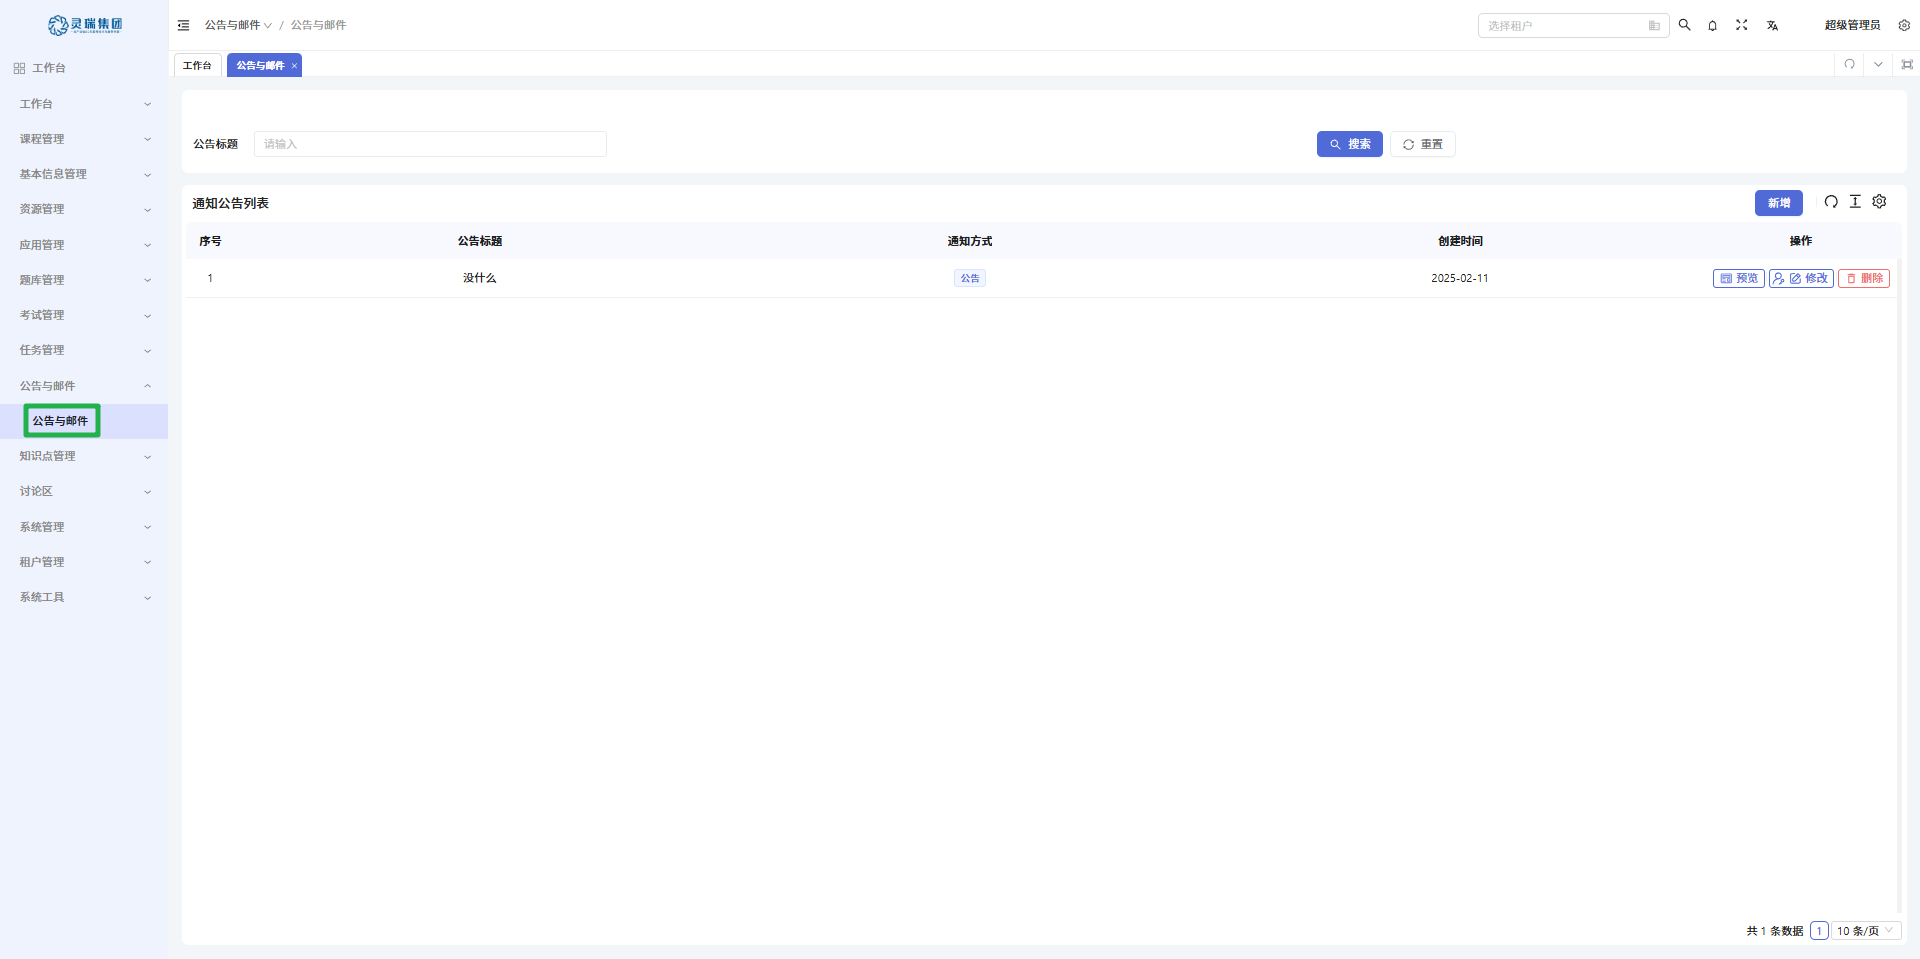 灵瑞集团
公告与邮件 / 公告与邮件
选择租户
超级管理员
工作台
公告与邮件 ×
工作台
工作台
课程管理
基本信息管理
资源管理
应用管理
题库管理
考试管理
任务管理
公告与邮件
公告与邮件
知识点管理
讨论区
系统管理
租户管理
系统工具
公告标题 请输入 搜索 重置
通知公告列表 新增
序号 公告标题 通知方式 创建时间 操作
1 没什么 公告 2025-02-11 预览 修改 删除
共 1 条数据 1 10 条/页